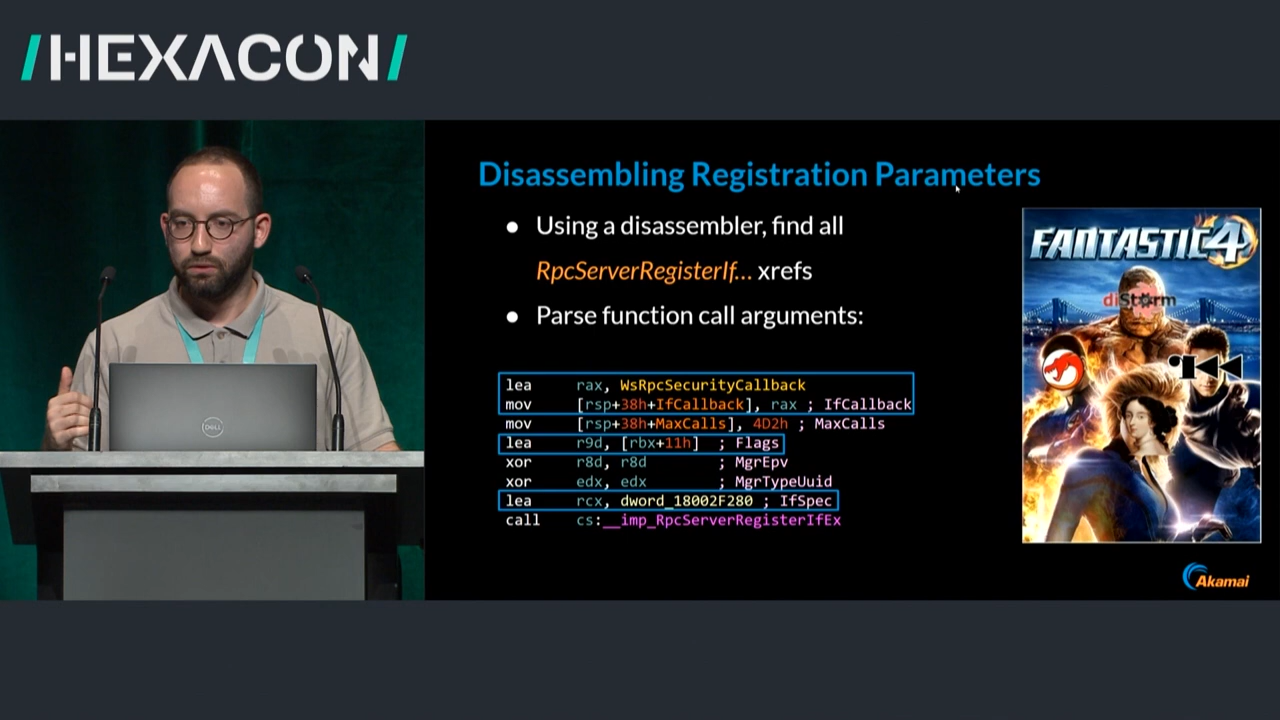 /HEXACON/
Disassembling Registration Parameters
● Using a disassembler, find all
RpcServerRegisterIf... xrefs
● Parse function call arguments:
lea rax, WsRpcSecurityCallback
mov [rsp+38h+IfCallback], rax ; IfCallback
mov [rsp+38h+MaxCalls], 4D2h ; MaxCalls
lea r9d, [rbx+11h] ; Flags
xor r8d, r8d ; MgrEpv
xor edx, edx ; MgrTypeUuid
lea rcx, dword_18002F280 ; IfSpec
call cs:__imp_RpcServerRegisterIfEx
FANTASTIC 4
diStorm
Akamai
DELL